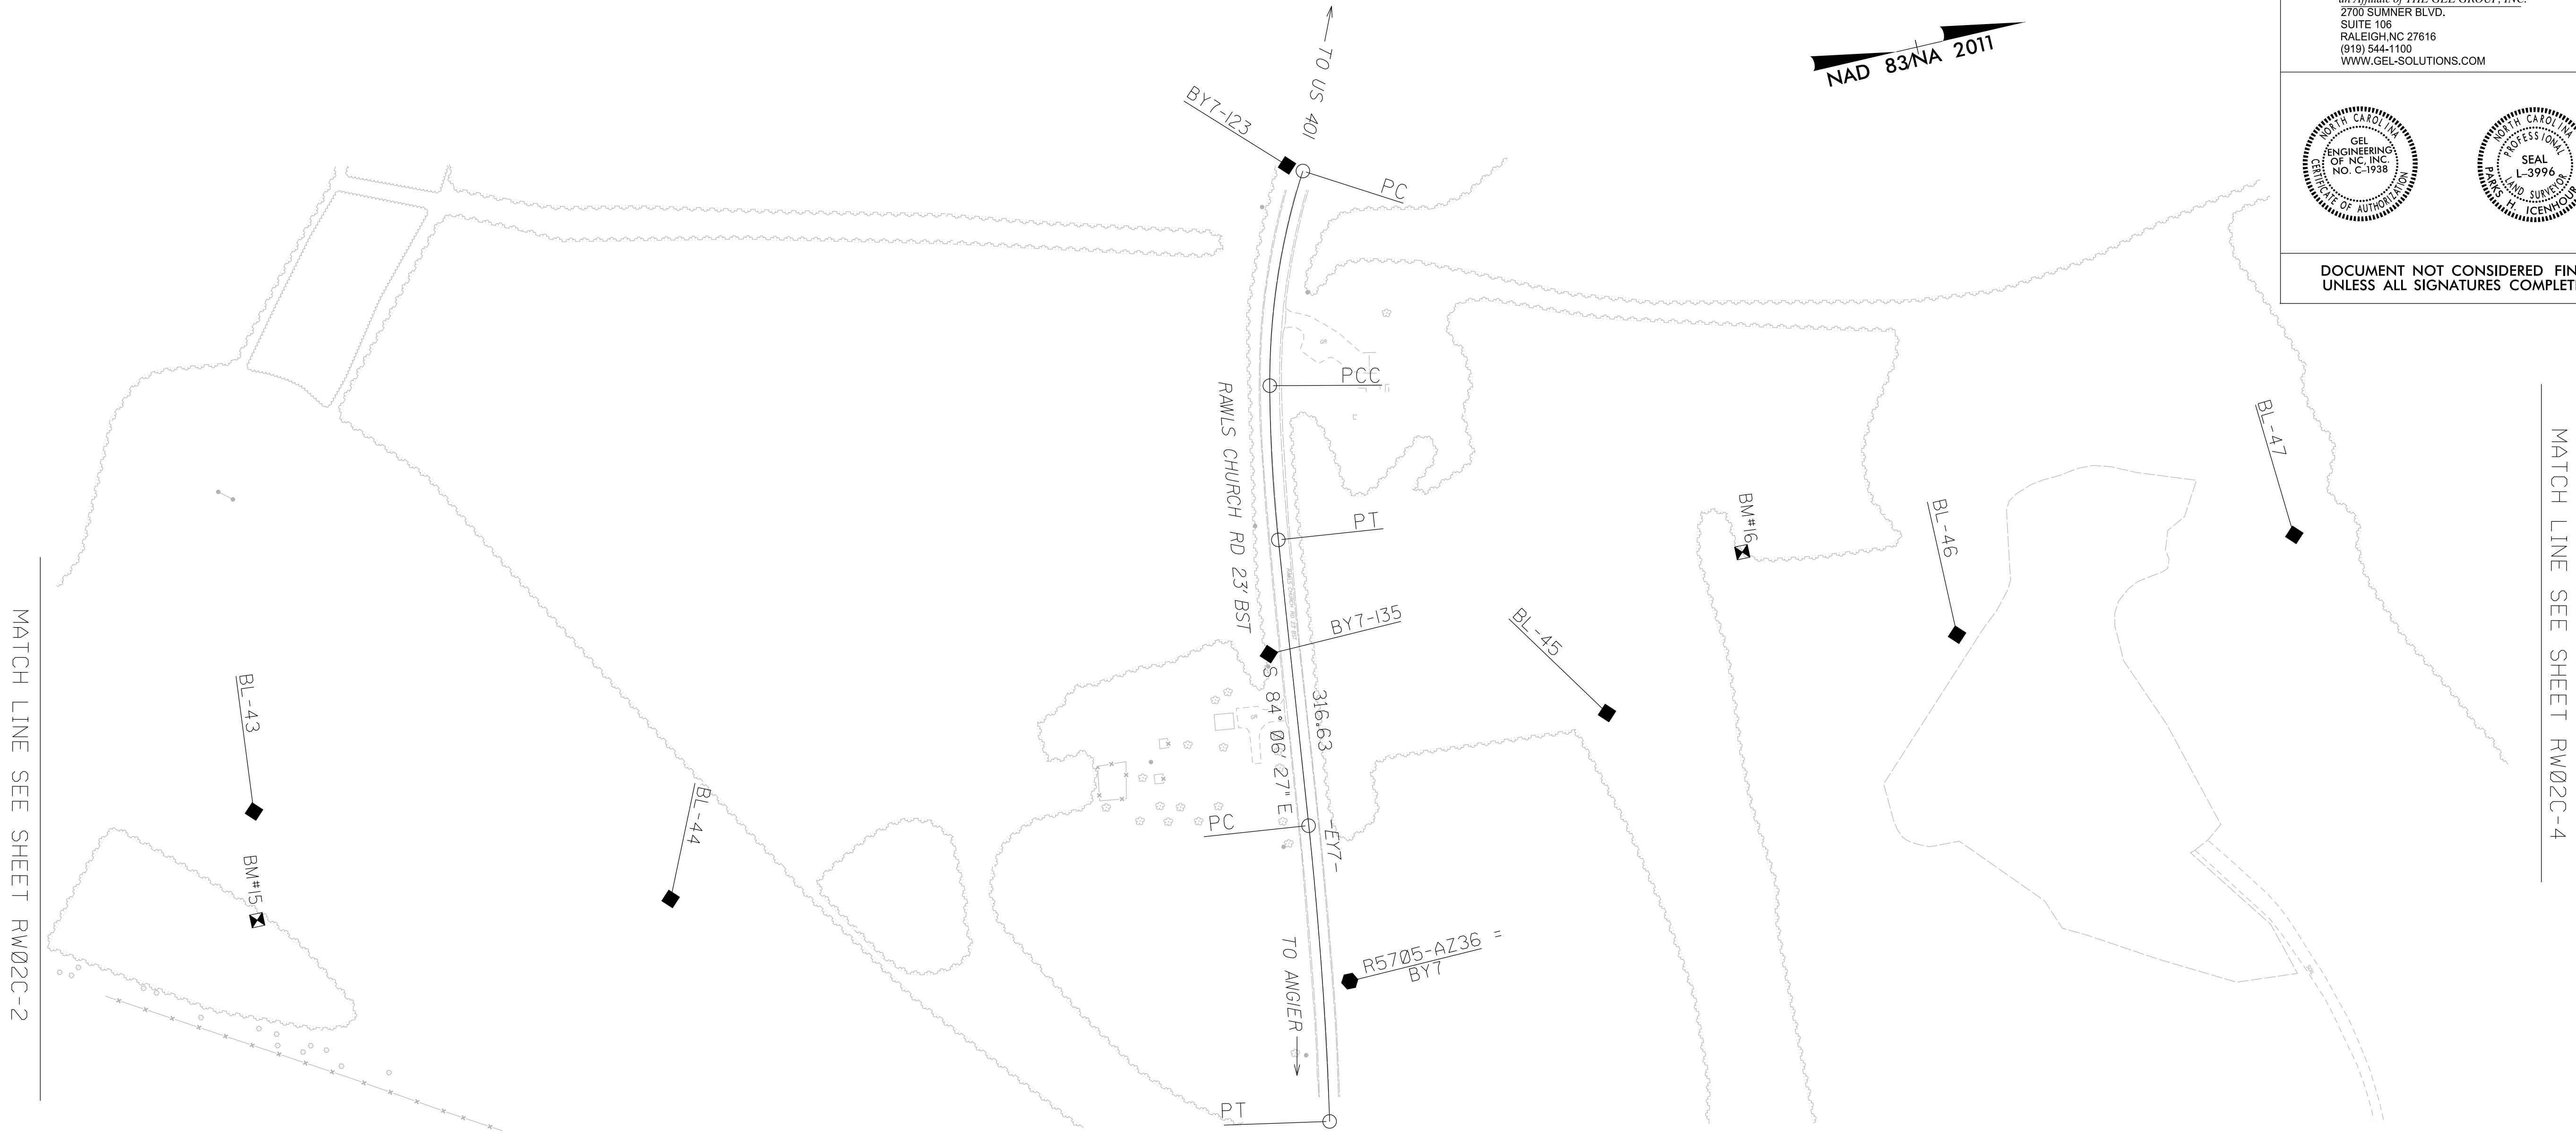 an Affiliate of THE GEL GROUP, INC.
2700 SUMNER BLVD.
SUITE 106
RALEIGH,NC 27616
(919) 544-1100
WWW.GEL-SOLUTIONS.COM
NORTH CAROLINA
GEL
ENGINEERING
OF NC, INC.
NO. C-1938
CERTIFICATE OF AUTHORIZATION
NORTH CAROLINA
PROFESSIONAL
SEAL
L-3996
LAND SURVEYOR
PARKS H. ICENHOUR
DOCUMENT NOT CONSIDERED FIN
UNLESS ALL SIGNATURES COMPLET
NAD 83/NA 2011
TO US 401
BY7-123
PC
PCC
RAWLS CHURCH RD 23' BST
PT
BY7-135
S 84° 06' 27" E
316.63
PC
-EY7-
R5705-AZ36 =
BY7
TO ANGIER
PT
BL-43
BM#15
BL-44
BL-45
BM#16
BL-46
BL-47
MATCH LINE SEE SHEET RW02C-2
MATCH LINE SEE SHEET RW02C-4